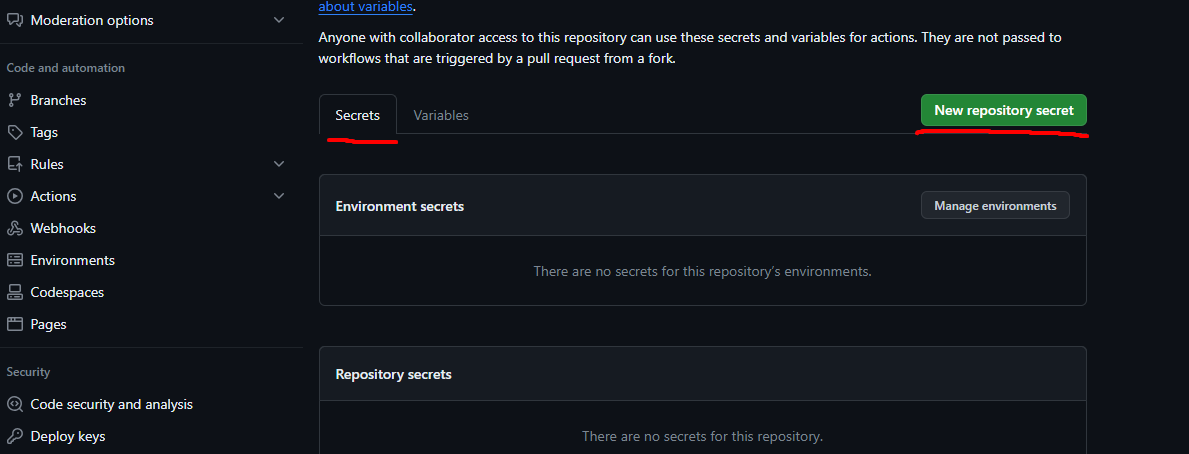 Moderation options
Code and automation
Branches
Tags
Rules
Actions
Webhooks
Environments
Codespaces
Pages
Security
Code security and analysis
Deploy keys
about variables.
Anyone with collaborator access to this repository can use these secrets and variables for actions. They are not passed to
workflows that are triggered by a pull request from a fork.
Secrets
Variables
New repository secret
Environment secrets
Manage environments
There are no secrets for this repository's environments.
Repository secrets
There are no secrets for this repository.